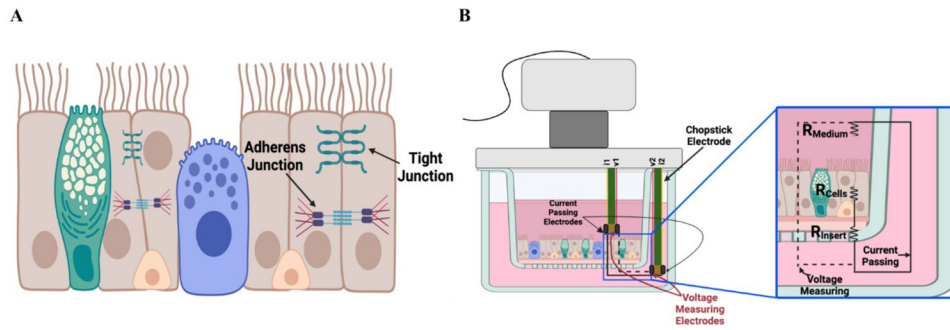 A
Adherens
Junction
Tight
Junction
B
I1
V1
V2
I2
Chopstick
Electrode
Current
Passing
Electrodes
Voltage
Measuring
Electrodes
RMedium
RCells
RInsert
Current
Passing
Voltage
Measuring